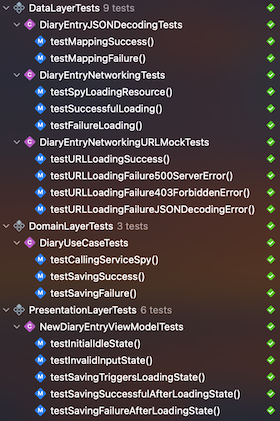 DataLayerTests 9 tests
C DiaryEntryJSONDecodingTests
M testMappingSuccess()
M testMappingFailure()
C DiaryEntryNetworkingTests
M testSpyLoadingResource()
M testSuccessfulLoading()
M testFailureLoading()
C DiaryEntryNetworkingURLMockTests
M testURLLoadingSuccess()
M testURLLoadingFailure500ServerError()
M testURLLoadingFailure403ForbidenError()
M testURLLoadingFailureJSONDecodingError()
DomainLayerTests 3 tests
C DiaryUseCaseTests
M testCallingServiceSpy()
M testSavingSuccess()
M testSavingFailure()
PresentationLayerTests 6 tests
C NewDiaryEntryViewModelTests
M testInitialIdleState()
M testInvalidInputState()
M testSavingTriggersLoadingState()
M testSavingSuccessfulAfterLoadingState()
M testSavingFailureAfterLoadingState()